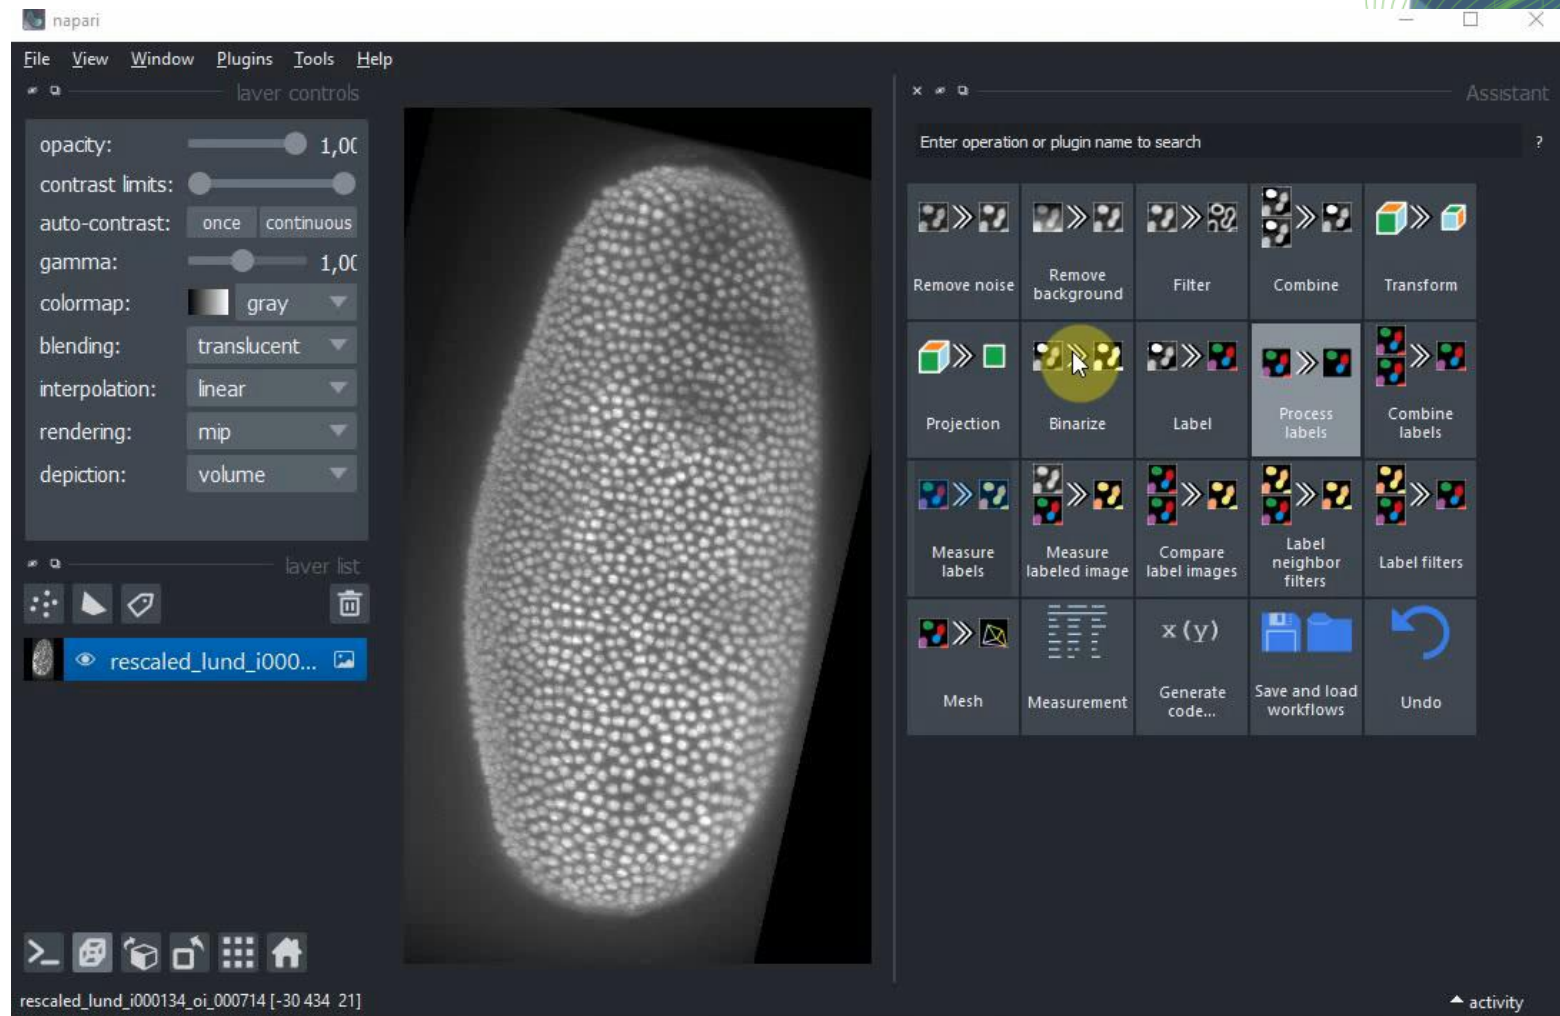 napari
File View Window Plugins Tools Help
layer controls
Assistant
opacity: 1,00
contrast limits:
auto-contrast: once continuous
gamma: 1,00
colormap: gray
blending: translucent
interpolation: linear
rendering: mip
depiction: volume
layer list
rescaled_lund_i000...
Enter operation or plugin name to search ?
Remove noise
Remove
background
Filter
Combine
Transform
Projection
Binarize
Label
Process
labels
Combine
labels
Measure
labels
Measure
labeled image
Compare
label images
Label
neighbor
filters
Label filters
x (y)
Mesh
Measurement
Generate
code...
Save and load
workflows
Undo
rescaled_lund_i000134_oi_000714 [-30 434 21]
activity